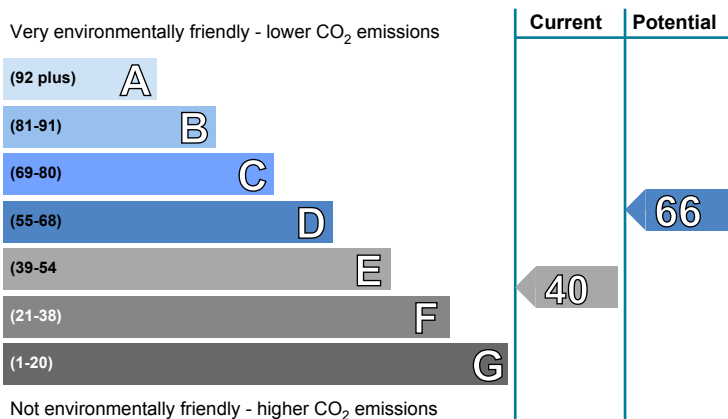 Current Potential
Very environmentally friendly - lower CO₂ emissions
(92 plus) A
(81-91) B
(69-80) C
(55-68) D
66
(39-54 E
40
(21-38) F
(1-20) G
Not environmentally friendly - higher CO₂ emissions